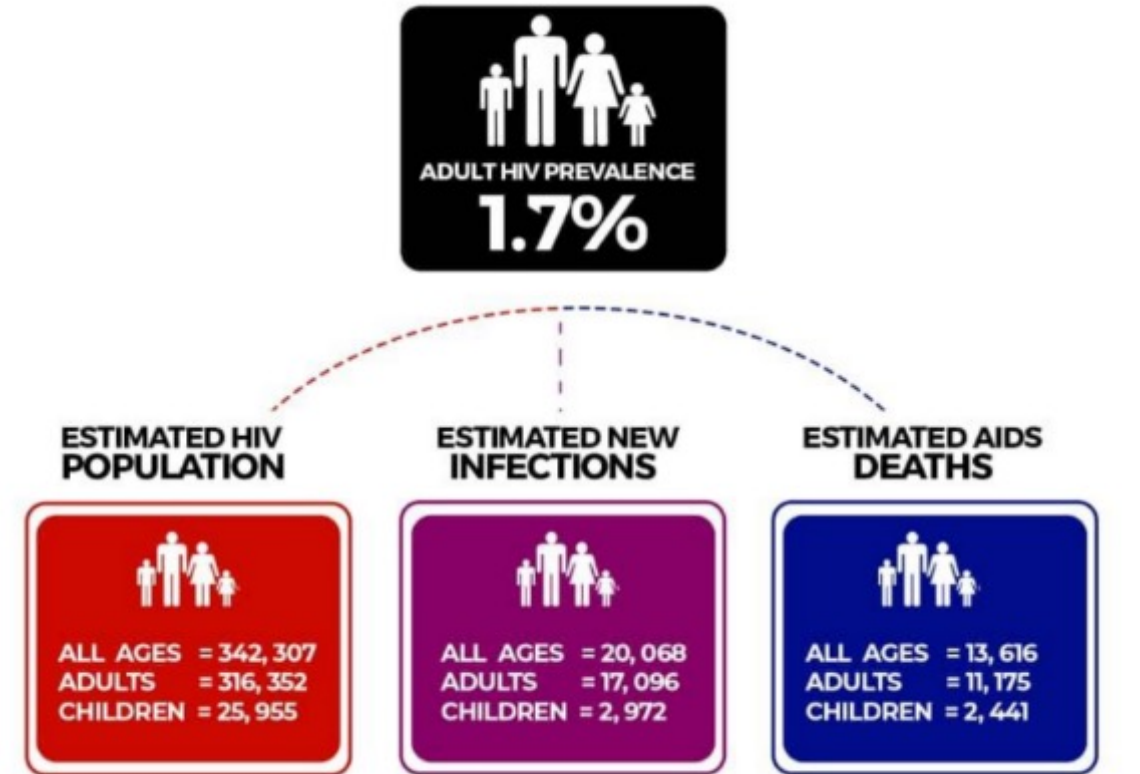 ADULT HIV PREVALENCE
1.7%
ESTIMATED HIV
POPULATION
ALL AGES = 342, 307
ADULTS = 316, 352
CHILDREN = 25, 955
ESTIMATED NEW
INFECTIONS
ALL AGES = 20, 068
ADULTS = 17, 096
CHILDREN = 2, 972
ESTIMATED AIDS
DEATHS
ALL AGES = 13, 616
ADULTS = 11, 175
CHILDREN = 2, 441